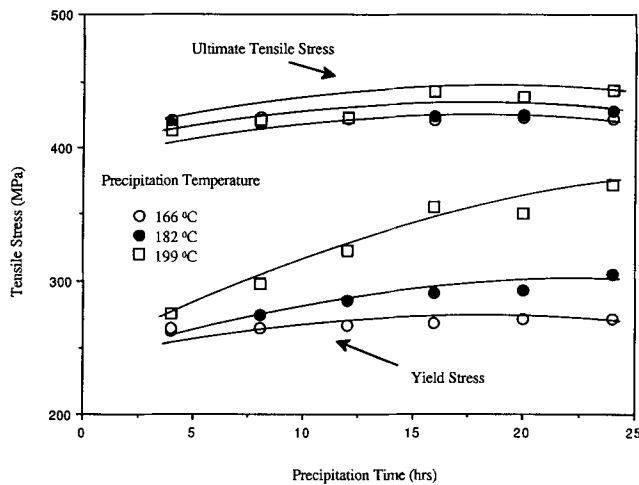 500
Ultimate Tensile Stress
400
Precipitation Temperature
166 ºC
182 ºC
199 ºC
Tensile Stress (MPa)
300
Yield Stress
200
0
5
10
15
20
25
Precipitation Time (hrs)